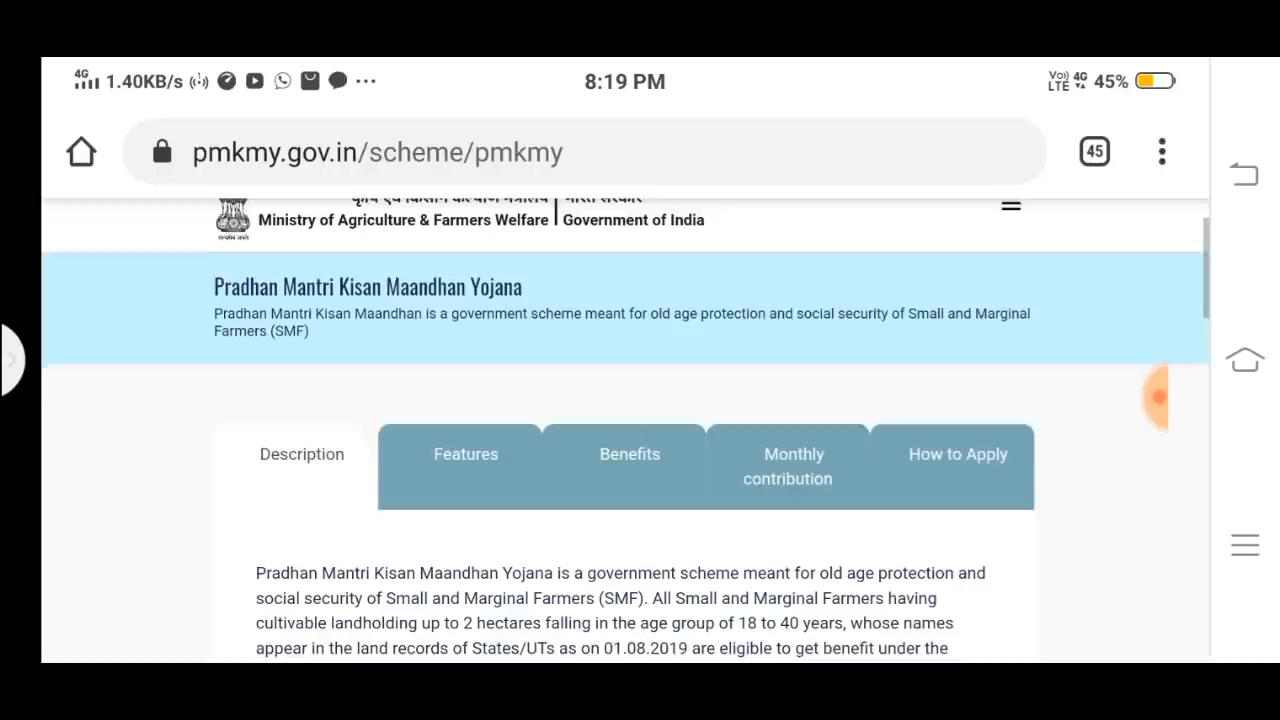 4G 1.40KB/s ... 8:19 PM Vo) LTE 4G 45%
pmkmy.gov.in/scheme/pmkmy 45
कृषि एवं किसान कल्याण मंत्रालय | भारत सरकार
Ministry of Agriculture & Farmers Welfare | Government of India
Pradhan Mantri Kisan Maandhan Yojana
Pradhan Mantri Kisan Maandhan is a government scheme meant for old age protection and social security of Small and Marginal
Farmers (SMF)
Description Features Benefits Monthly contribution How to Apply
Pradhan Mantri Kisan Maandhan Yojana is a government scheme meant for old age protection and
social security of Small and Marginal Farmers (SMF). All Small and Marginal Farmers having
cultivable landholding up to 2 hectares falling in the age group of 18 to 40 years, whose names
appear in the land records of States/UTs as on 01.08.2019 are eligible to get benefit under the